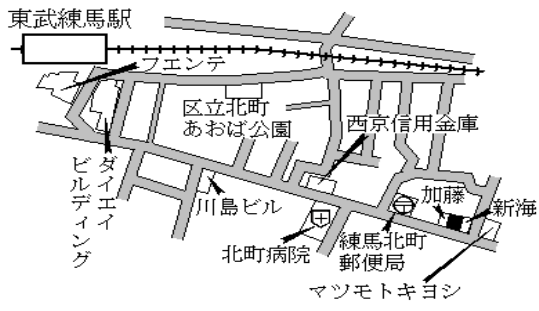 東武練馬駅
フエンテ
区立北町
あおば公園
西京信用金庫
ダイエイ
ビルディング
川島ビル
加藤
新海
北町病院
練馬北町
郵便局
マツモトキヨシ